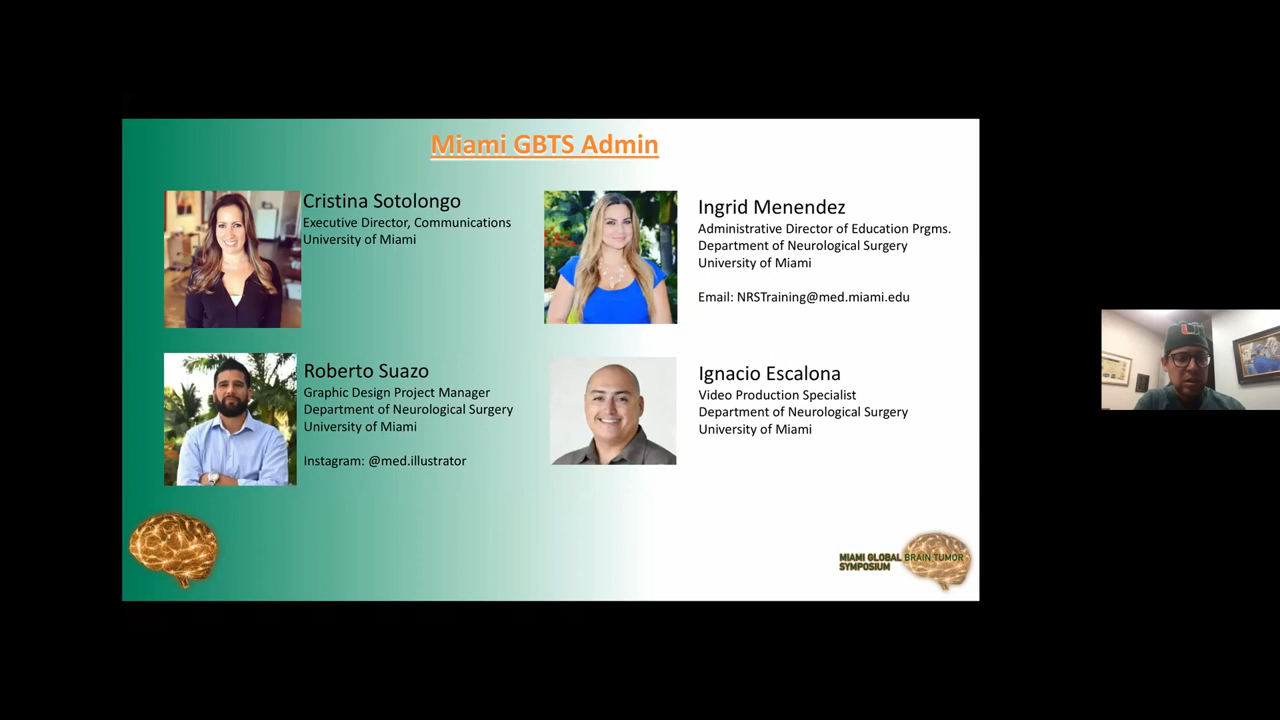 Miami GBTS Admin
Cristina Sotolongo
Executive Director, Communications
University of Miami
Ingrid Menendez
Administrative Director of Education Prgms.
Department of Neurological Surgery
University of Miami
Email: NRSTraining@med.miami.edu
Roberto Suazo
Graphic Design Project Manager
Department of Neurological Surgery
University of Miami
Instagram: @med.illustrator
Ignacio Escalona
Video Production Specialist
Department of Neurological Surgery
University of Miami
MIAMI GLOBAL BRAIN TUMOR
SYMPOSIUM